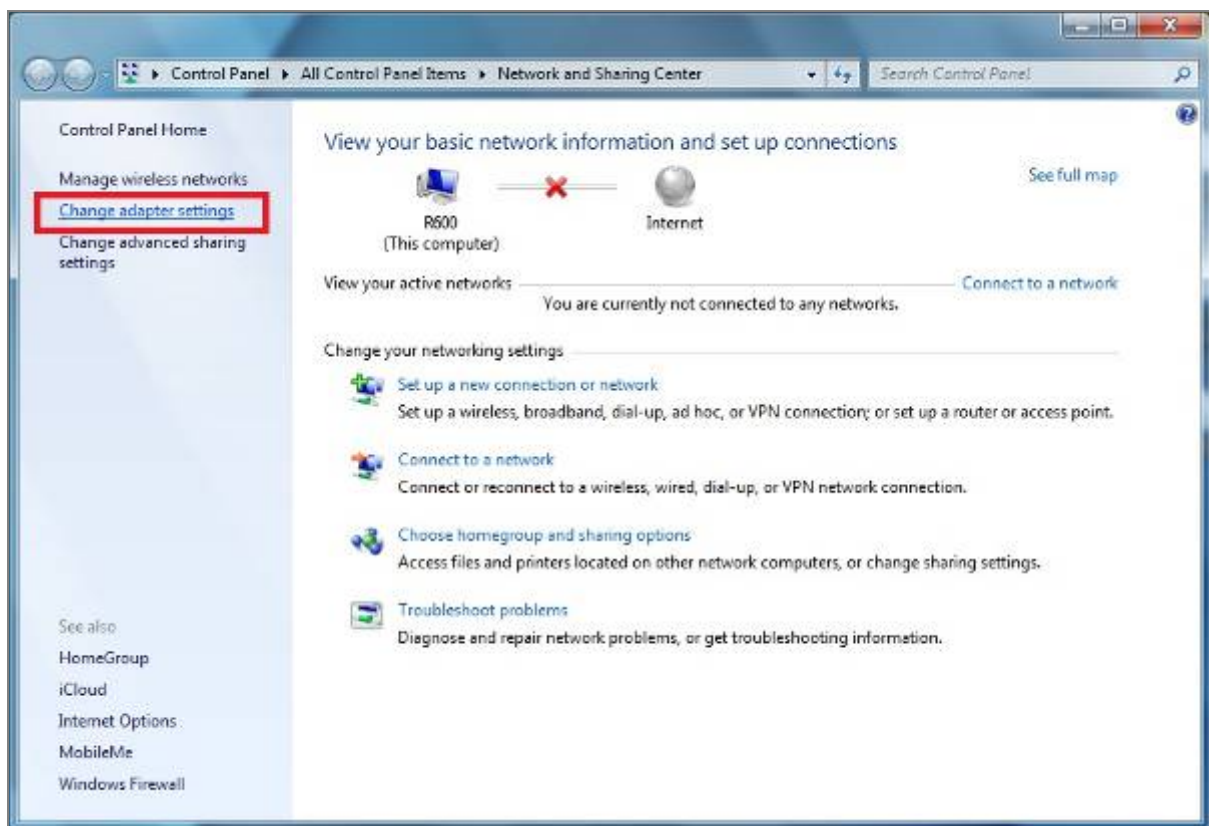 Control Panel ▸ All Control Panel Items ▸ Network and Sharing Center
Search Control Panel
Control Panel Home
Manage wireless networks
Change adapter settings
Change advanced sharing
settings
See also
HomeGroup
iCloud
Internet Options
MobileMe
Windows Firewall
View your basic network information and set up connections
See full map
R600
(This computer)
Internet
View your active networks
Connect to a network
You are currently not connected to any networks.
Change your networking settings
Set up a new connection or network
Set up a wireless, broadband, dial-up, ad hoc, or VPN connection; or set up a router or access point.
Connect to a network
Connect or reconnect to a wireless, wired, dial-up, or VPN network connection.
Choose homegroup and sharing options
Access files and printers located on other network computers, or change sharing settings.
Troubleshoot problems
Diagnose and repair network problems, or get troubleshooting information.